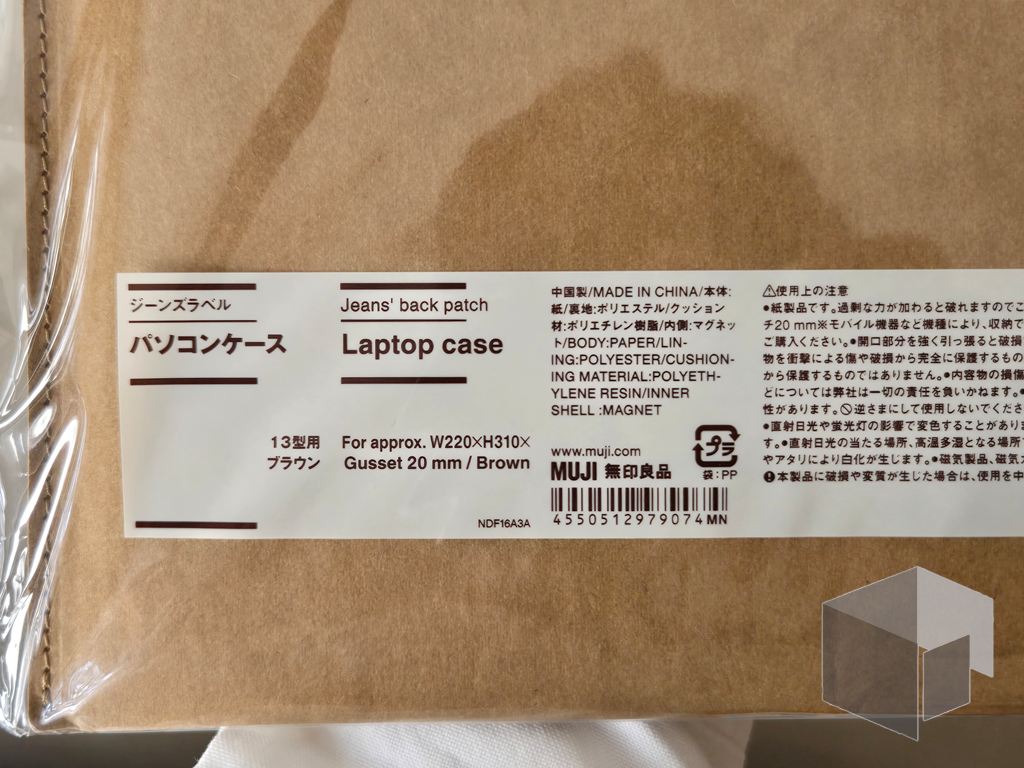 ジーンズラベル
パソコンケース
13型用
ブラウン
Jeans' back patch
Laptop case
For approx. W220×H310×
Gusset 20 mm / Brown
NDF16A3A
中国製/MADE IN CHINA/本体:
紙/裏地:ポリエステル/クッション
材:ポリエチレン樹脂/内側:マグネッ
ト/BODY:PAPER/LIN-
ING:POLYESTER/CUSHION-
ING MATERIAL:POLYETH-
YLENE RESIN/INNER
SHELL :MAGNET
www.muji.com
MUJI 無印良品
プラ
袋:PP
4550512979074MN
⚠使用上の注意
●紙製品です。過剰な力が加わると破れますのでご
チ20 mm※モバイル機器など機種により、収納で
ご購入ください。●開口部分を強く引っ張ると破損
物を衝撃による傷や破損から完全に保護するもの
から保護するものではありません。●内容物の損傷
どについては弊社は一切の責任を負いかねます。
性があります。🚫逆さまにして使用しないでくださ
●直射日光や蛍光灯の影響で変色することがありま
す。●直射日光の当たる場所、高温多湿となる場所
やアタリにより白化が生じます。●磁気製品、磁気
❗本製品に破損や変質が生じた場合は、使用を中